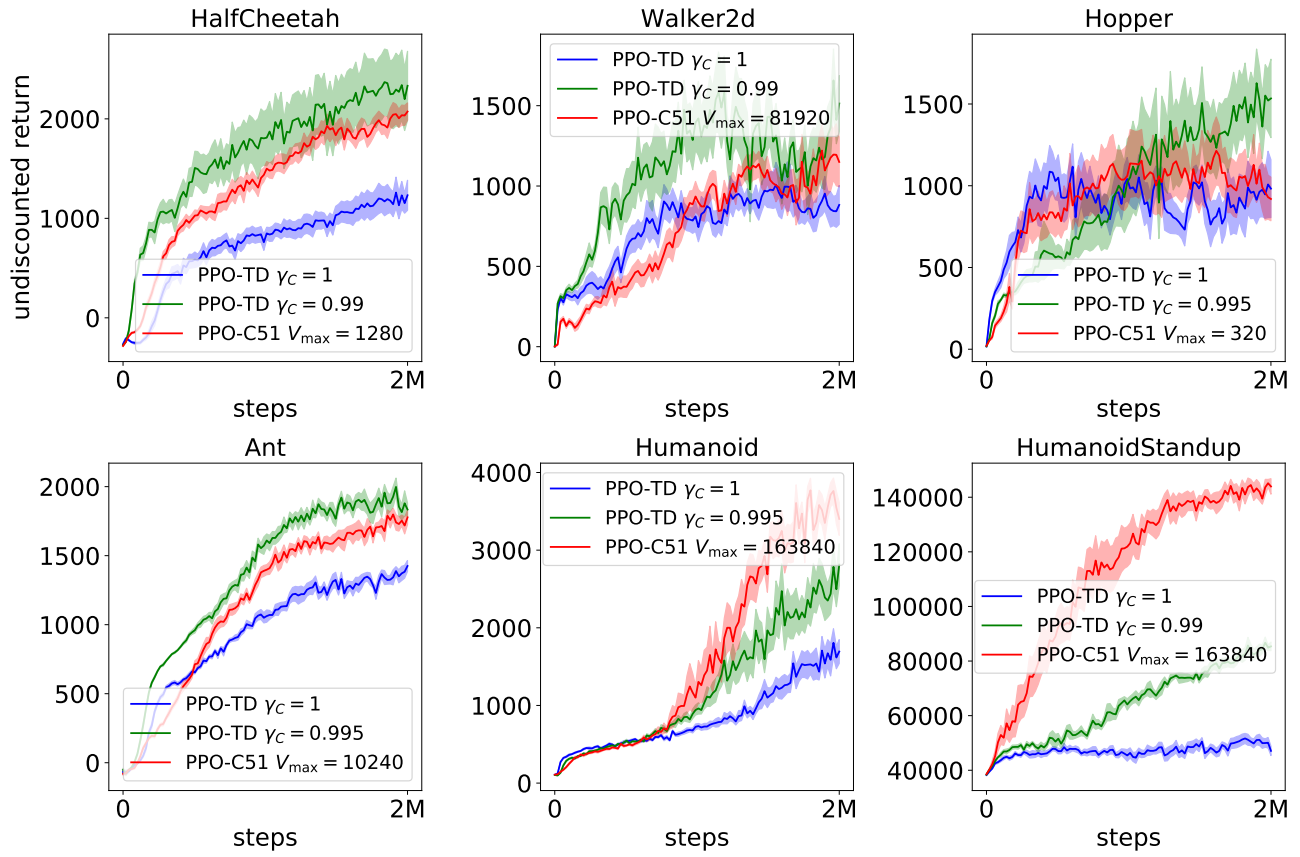 HalfCheetah
undiscounted return
2000
1000
0
PPO-TD γ_C = 1
PPO-TD γ_C = 0.99
PPO-C51 V_max = 1280
0
2M
steps
Walker2d
1500
1000
500
0
PPO-TD γ_C = 1
PPO-TD γ_C = 0.99
PPO-C51 V_max = 81920
0
2M
steps
Hopper
1500
1000
500
0
PPO-TD γ_C = 1
PPO-TD γ_C = 0.995
PPO-C51 V_max = 320
0
2M
steps
Ant
2000
1500
1000
500
0
PPO-TD γ_C = 1
PPO-TD γ_C = 0.995
PPO-C51 V_max = 10240
0
2M
steps
Humanoid
4000
3000
2000
1000
0
PPO-TD γ_C = 1
PPO-TD γ_C = 0.995
PPO-C51 V_max = 163840
0
2M
steps
HumanoidStandup
140000
120000
100000
80000
60000
40000
PPO-TD γ_C = 1
PPO-TD γ_C = 0.99
PPO-C51 V_max = 163840
0
2M
steps